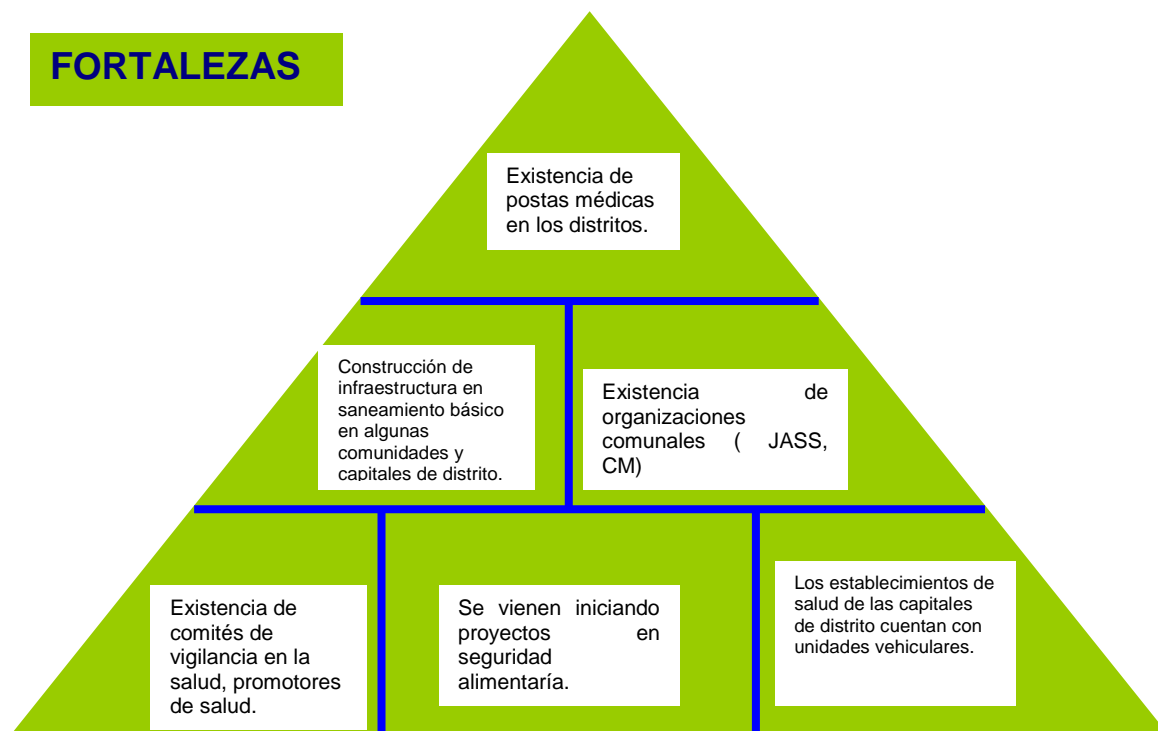 FORTALEZAS
Existencia de
postas médicas
en los distritos.
Construcción de
infraestructura en
saneamiento básico
en algunas
comunidades y
capitales de distrito.
Existencia de
organizaciones
comunales ( JASS,
CM)
Existencia de
comités de
vigilancia en la
salud, promotores
de salud.
Se vienen iniciando
proyectos en
seguridad
alimentaría.
Los establecimientos de
salud de las capitales
de distrito cuentan con
unidades vehiculares.